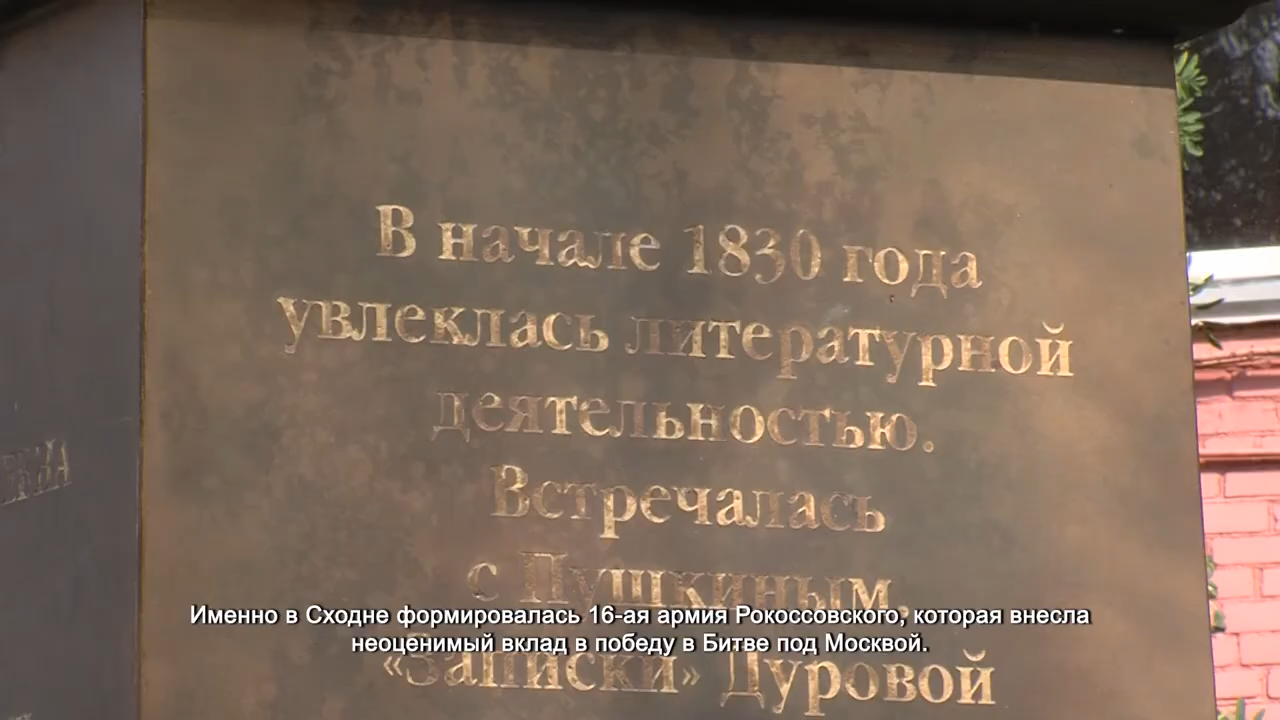 В начале 1830 года
увлеклась литературной
деятельностью.
Встречалась
с Пушкиным,
«Записки» Дуровой
Именно в Сходне формировалась 16-ая армия Рокоссовского, которая внесла
неоценимый вклад в победу в Битве под Москвой.